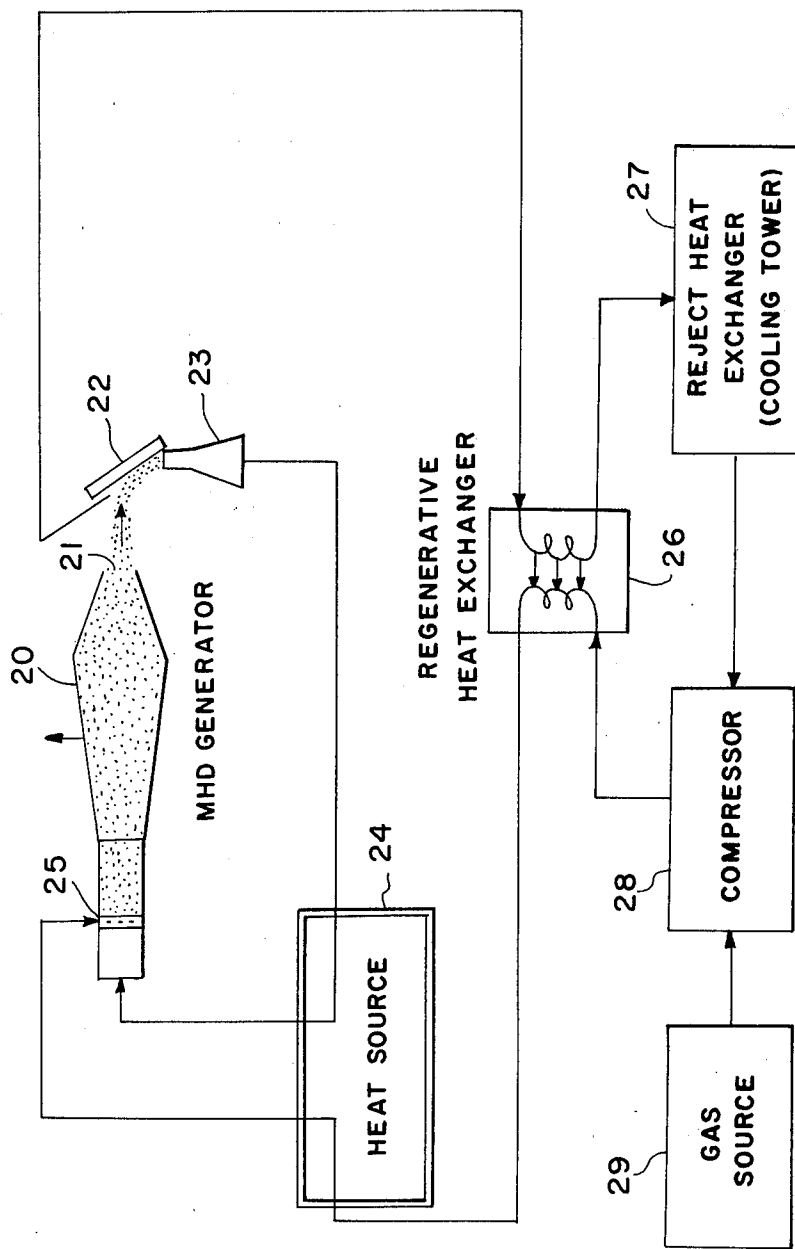 20
21
22
23
25
MHD GENERATOR
24
HEAT SOURCE
REGENERATIVE
HEAT EXCHANGER
26
27
REJECT HEAT
EXCHANGER
(COOLING TOWER)
28
COMPRESSOR
29
GAS
SOURCE